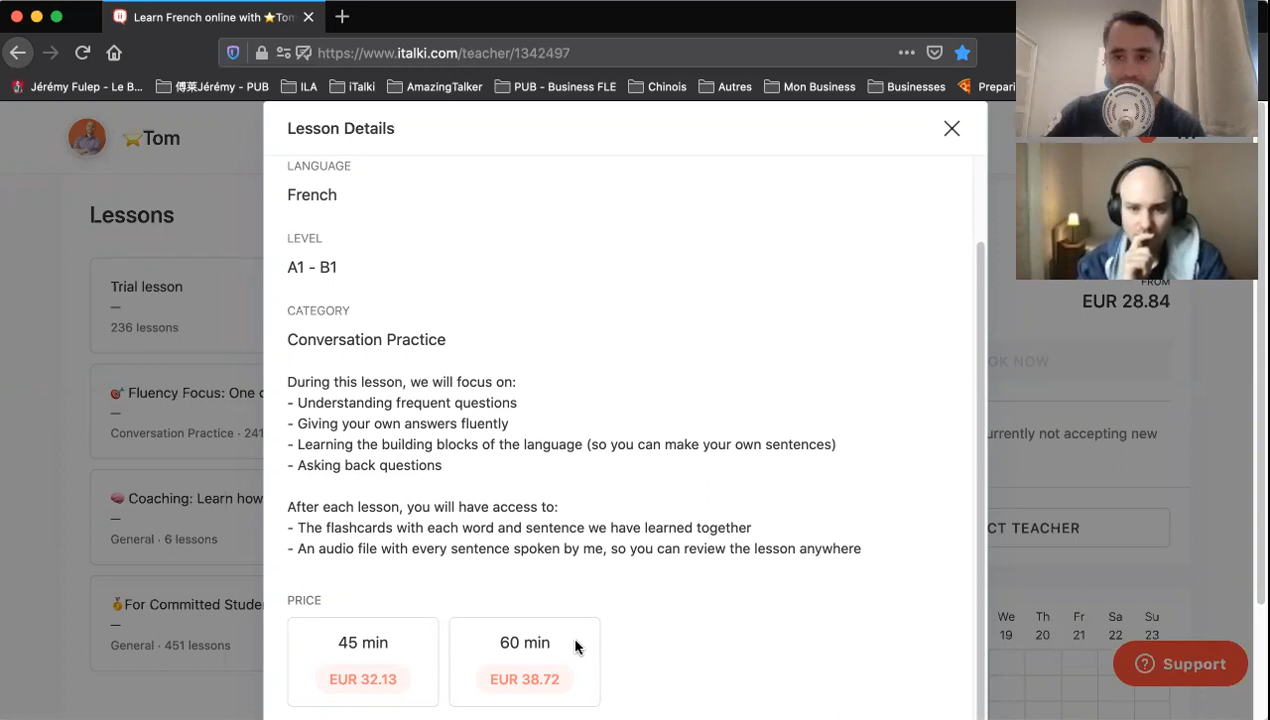 Learn French online with ⭐Tom
https://www.italki.com/teacher/1342497
Jérémy Fulep - Le B...
傅莱Jérémy - PUB
ILA
iTalki
AmazingTalker
PUB - Business FLE
Chinois
Autres
Mon Business
Businesses
Prepari
⭐Tom
Lesson Details
Lessons
Trial lesson
236 lessons
🎯 Fluency Focus: One
Conversation Practice · 241
🧠 Coaching: Learn how
General · 6 lessons
🏅For Committed Stude
General · 451 lessons
LANGUAGE
French
LEVEL
A1 - B1
CATEGORY
Conversation Practice
During this lesson, we will focus on:
- Understanding frequent questions
- Giving your own answers fluently
- Learning the building blocks of the language (so you can make your own sentences)
- Asking back questions
After each lesson, you will have access to:
- The flashcards with each word and sentence we have learned together
- An audio file with every sentence spoken by me, so you can review the lesson anywhere
PRICE
45 min
EUR 32.13
60 min
EUR 38.72
FROM
EUR 28.84
OK NOW
urrently not accepting new
CT TEACHER
We Th Fr Sa Su
19 20 21 22 23
Support